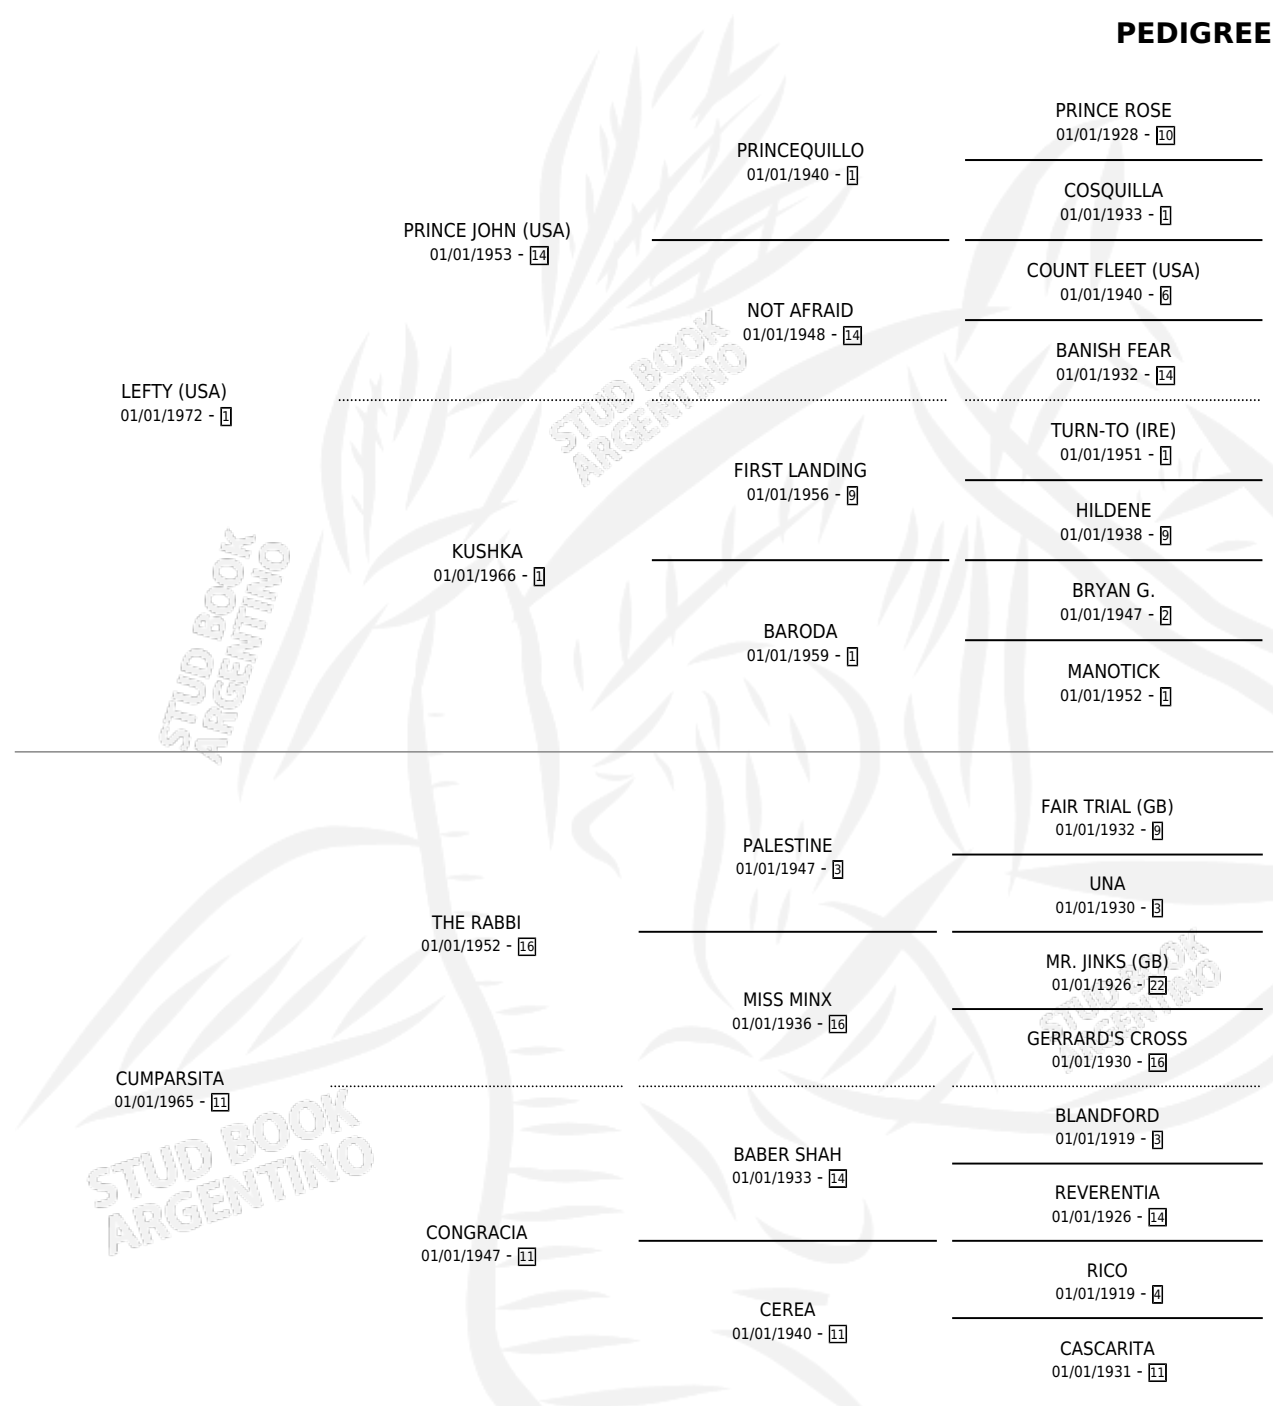 PEDIGREE
PRINCE ROSE
01/01/1928 - 10
PRINCEQUILLO
01/01/1940 - 1
COSQUILLA
01/01/1933 - 1
PRINCE JOHN (USA)
01/01/1953 - 14
COUNT FLEET (USA)
01/01/1940 - 6
NOT AFRAID
01/01/1948 - 14
BANISH FEAR
01/01/1932 - 14
LEFTY (USA)
01/01/1972 - 1
TURN-TO (IRE)
01/01/1951 - 1
FIRST LANDING
01/01/1956 - 9
HILDENE
01/01/1938 - 9
KUSHKA
01/01/1966 - 1
BRYAN G.
01/01/1947 - 2
BARODA
01/01/1959 - 1
MANOTICK
01/01/1952 - 1
STUD BOOK
ARGENTINO
STUD BOOK
ARGENTINO
FAIR TRIAL (GB)
01/01/1932 - 9
PALESTINE
01/01/1947 - 3
UNA
01/01/1930 - 3
THE RABBI
01/01/1952 - 16
MR. JINKS (GB)
01/01/1926 - 22
MISS MINX
01/01/1936 - 16
GERRARD'S CROSS
01/01/1930 - 16
CUMPARSITA
01/01/1965 - 11
BLANDFORD
01/01/1919 - 3
BABER SHAH
01/01/1933 - 14
REVERENTIA
01/01/1926 - 14
CONGRACIA
01/01/1947 - 11
RICO
01/01/1919 - 4
CEREA
01/01/1940 - 11
CASCARITA
01/01/1931 - 11
STUD BOOK
ARGENTINO
STUD BOOK
ARGENTINO